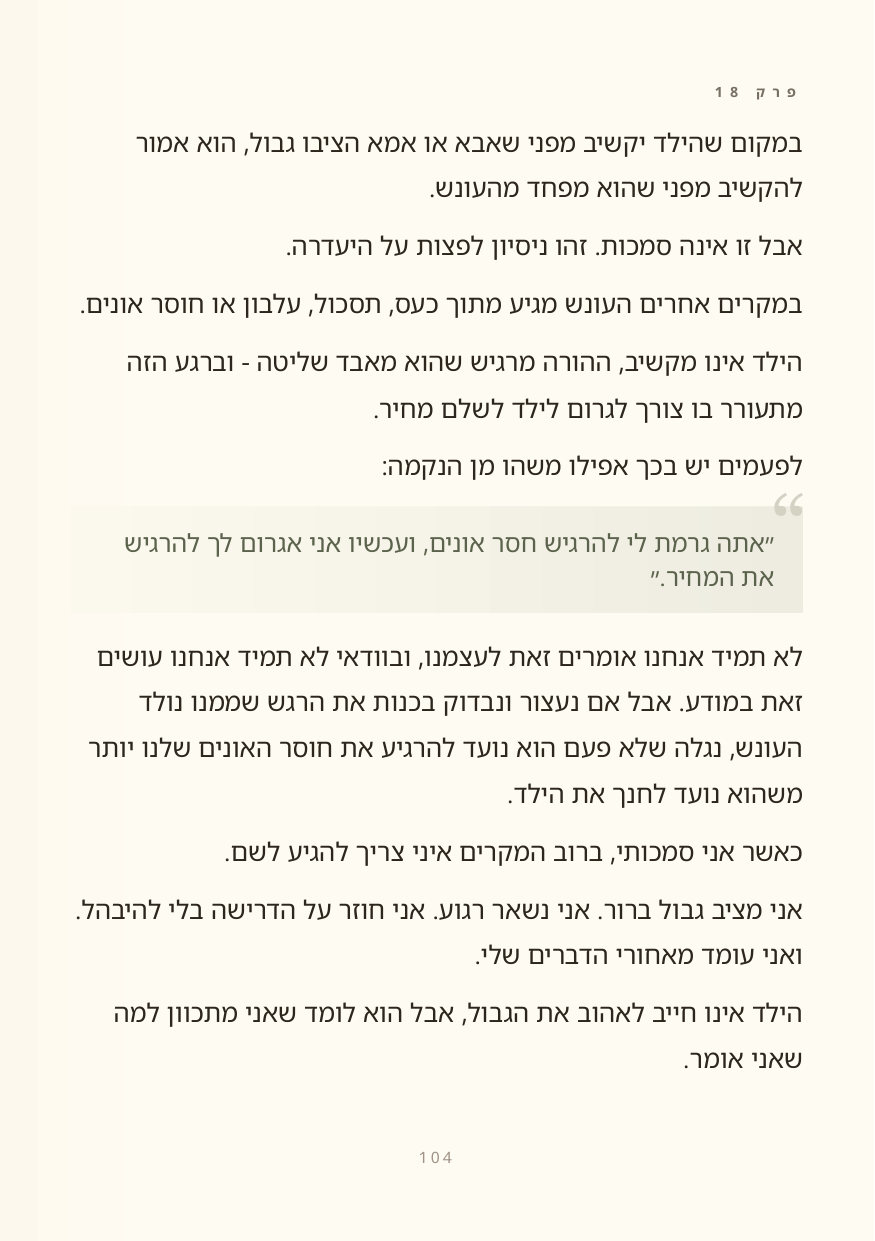 פרק 18
במקום שהילד יקשיב מפני שאבא או אמא הציבו גבול, הוא אמור
להקשיב מפני שהוא מפחד מהעונש.
אבל זו אינה סמכות. זהו ניסיון לפצות על היעדרה.
במקרים אחרים העונש מגיע מתוך כעס, תסכול, עלבון או חוסר אונים.
הילד אינו מקשיב, ההורה מרגיש שהוא מאבד שליטה - וברגע הזה
מתעורר בו צורך לגרום לילד לשלם מחיר.
לפעמים יש בכך אפילו משהו מן הנקמה:
“
״אתה גרמת לי להרגיש חסר אונים, ועכשיו אני אגרום לך להרגיש
את המחיר.״
לא תמיד אנחנו אומרים זאת לעצמנו, ובוודאי לא תמיד אנחנו עושים
זאת במודע. אבל אם נעצור ונבדוק בכנות את הרגש שממנו נולד
העונש, נגלה שלא פעם הוא נועד להרגיע את חוסר האונים שלנו יותר
משהוא נועד לחנך את הילד.
כאשר אני סמכותי, ברוב המקרים איני צריך להגיע לשם.
אני מציב גבול ברור. אני נשאר רגוע. אני חוזר על הדרישה בלי להיבהל.
ואני עומד מאחורי הדברים שלי.
הילד אינו חייב לאהוב את הגבול, אבל הוא לומד שאני מתכוון למה
שאני אומר.
104